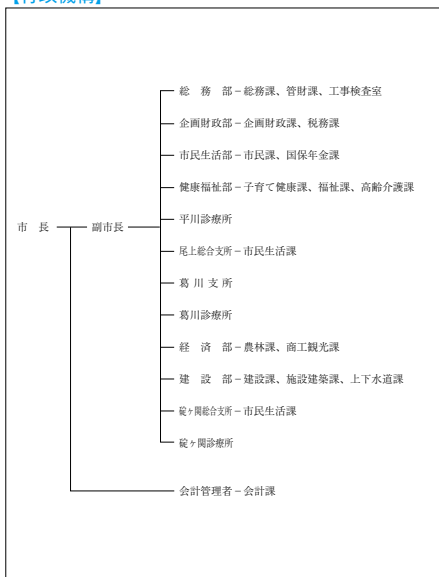 【行政機構】
総　務　部－総務課、管財課、工事検査室
企画財政部－企画財政課、税務課
市民生活部－市民課、国保年金課
健康福祉部－子育て健康課、福祉課、高齢介護課
市　長　副市長　平川診療所
尾上総合支所－市民生活課
葛 川 支 所
葛川診療所
経　済　部－農林課、商工観光課
建　設　部－建設課、施設建築課、上下水道課
碇ヶ関総合支所－市民生活課
碇ヶ関診療所
会計管理者－会計課